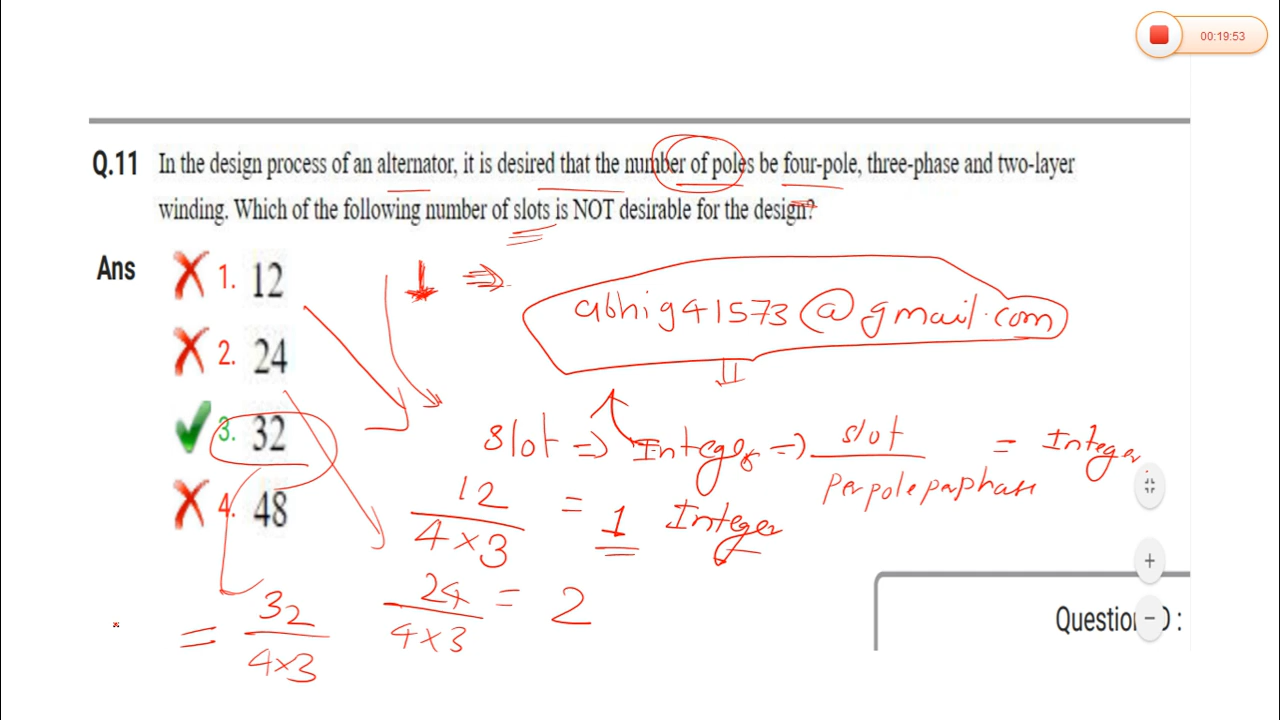 00:19:53
Q.11 In the design process of an alternator, it is desired that the number of poles be four-pole, three-phase and two-layer
winding. Which of the following number of slots is NOT desirable for the design?
Ans
1. 12
2. 24
3. 32
4. 48
abhig41573@gmail.com
slot => Integer => slot / per pole per phase = Integer
12 / 4×3 = 1 Integer
24 / 4×3 = 2
= 32 / 4×3
Question :